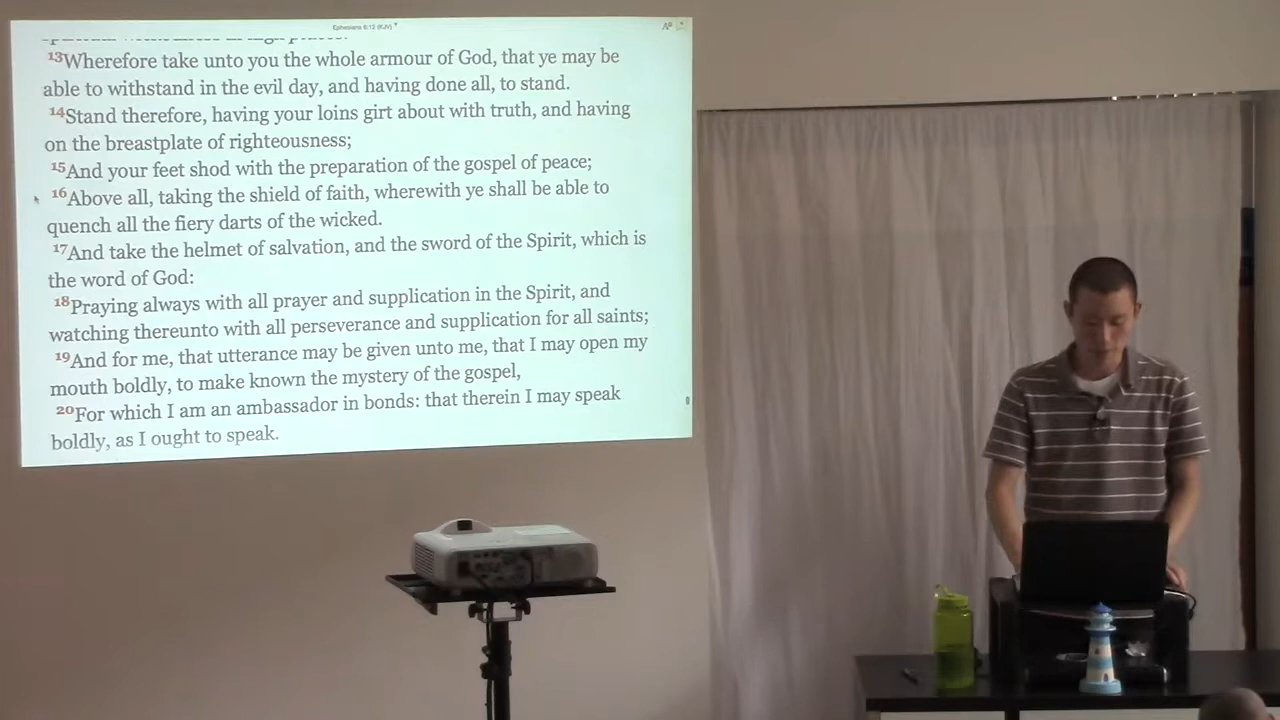 Ephesians 6:12 (KJV)
13Wherefore take unto you the whole armour of God, that ye may be
able to withstand in the evil day, and having done all, to stand.
14Stand therefore, having your loins girt about with truth, and having
on the breastplate of righteousness;
15And your feet shod with the preparation of the gospel of peace;
16Above all, taking the shield of faith, wherewith ye shall be able to
quench all the fiery darts of the wicked.
17And take the helmet of salvation, and the sword of the Spirit, which is
the word of God:
18Praying always with all prayer and supplication in the Spirit, and
watching thereunto with all perseverance and supplication for all saints;
19And for me, that utterance may be given unto me, that I may open my
mouth boldly, to make known the mystery of the gospel,
20For which I am an ambassador in bonds: that therein I may speak
boldly, as I ought to speak.